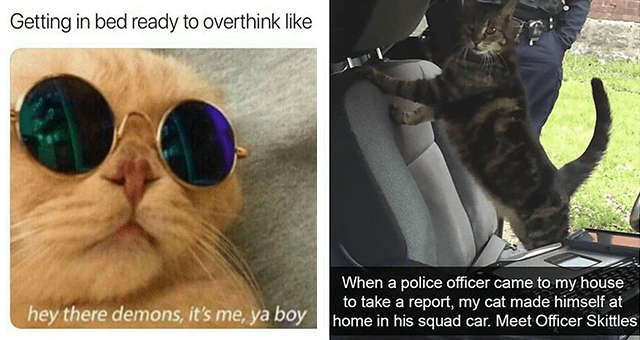 Getting in bed ready to overthink like
hey there demons, it's me, ya boy
When a police officer came to my house
to take a report, my cat made himself at
home in his squad car. Meet Officer Skittles